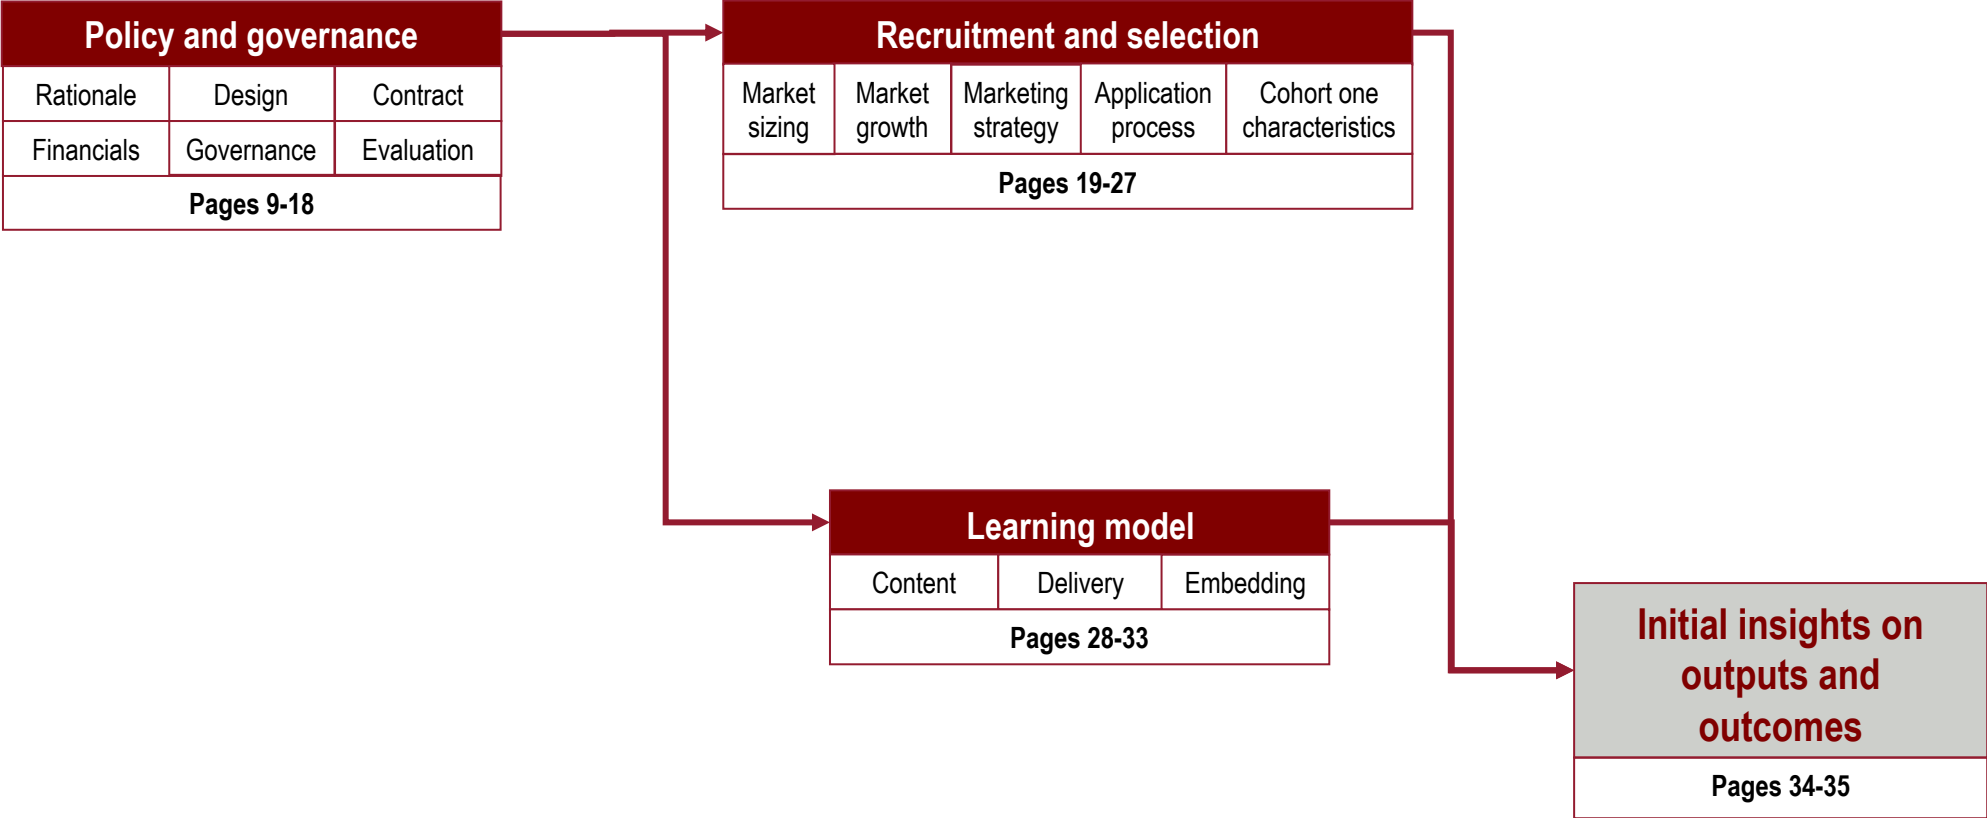 Policy and governance
Rationale
Design
Contract
Financials
Governance
Evaluation
Pages 9-18
Recruitment and selection
Market
sizing
Market
growth
Marketing
strategy
Application
process
Cohort one
characteristics
Pages 19-27
Learning model
Content
Delivery
Embedding
Pages 28-33
Initial insights on
outputs and
outcomes
Pages 34-35